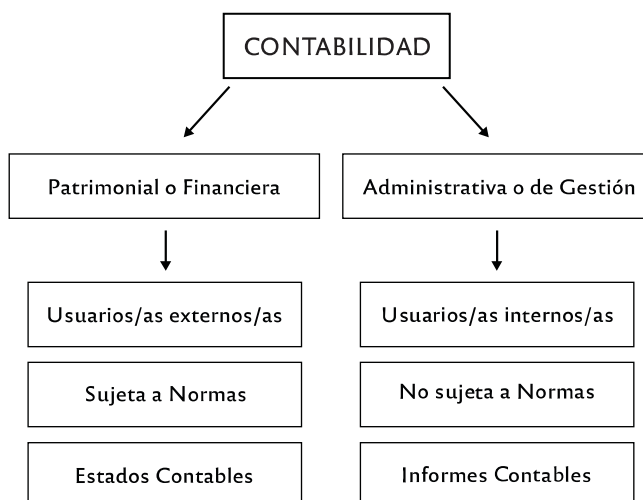 CONTABILIDAD
Patrimonial o Financiera
Administrativa o de Gestión
Usuarios/as externos/as
Usuarios/as internos/as
Sujeta a Normas
No sujeta a Normas
Estados Contables
Informes Contables